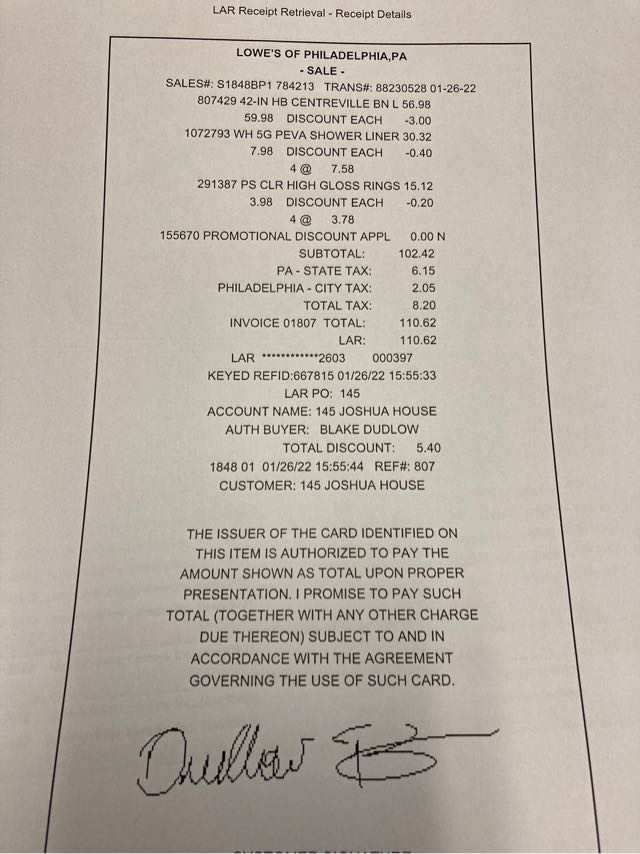 LAR Receipt Retrieval - Receipt Details
LOWE'S OF PHILADELPHIA,PA
- SALE -
SALES#: S1848BP1 784213 TRANS#: 88230528 01-26-22
807429 42-IN HB CENTREVILLE BN L 56.98
59.98 DISCOUNT EACH -3.00
1072793 WH 5G PEVA SHOWER LINER 30.32
7.98 DISCOUNT EACH -0.40
4 @ 7.58
291387 PS CLR HIGH GLOSS RINGS 15.12
3.98 DISCOUNT EACH -0.20
4 @ 3.78
155670 PROMOTIONAL DISCOUNT APPL 0.00 N
SUBTOTAL: 102.42
PA - STATE TAX: 6.15
PHILADELPHIA - CITY TAX: 2.05
TOTAL TAX: 8.20
INVOICE 01807 TOTAL: 110.62
LAR: 110.62
LAR ************2603 000397
KEYED REFID:667815 01/26/22 15:55:33
LAR PO: 145
ACCOUNT NAME: 145 JOSHUA HOUSE
AUTH BUYER: BLAKE DUDLOW
TOTAL DISCOUNT: 5.40
1848 01 01/26/22 15:55:44 REF#: 807
CUSTOMER: 145 JOSHUA HOUSE
THE ISSUER OF THE CARD IDENTIFIED ON
THIS ITEM IS AUTHORIZED TO PAY THE
AMOUNT SHOWN AS TOTAL UPON PROPER
PRESENTATION. I PROMISE TO PAY SUCH
TOTAL (TOGETHER WITH ANY OTHER CHARGE
DUE THEREON) SUBJECT TO AND IN
ACCORDANCE WITH THE AGREEMENT
GOVERNING THE USE OF SUCH CARD.
Dudlow B